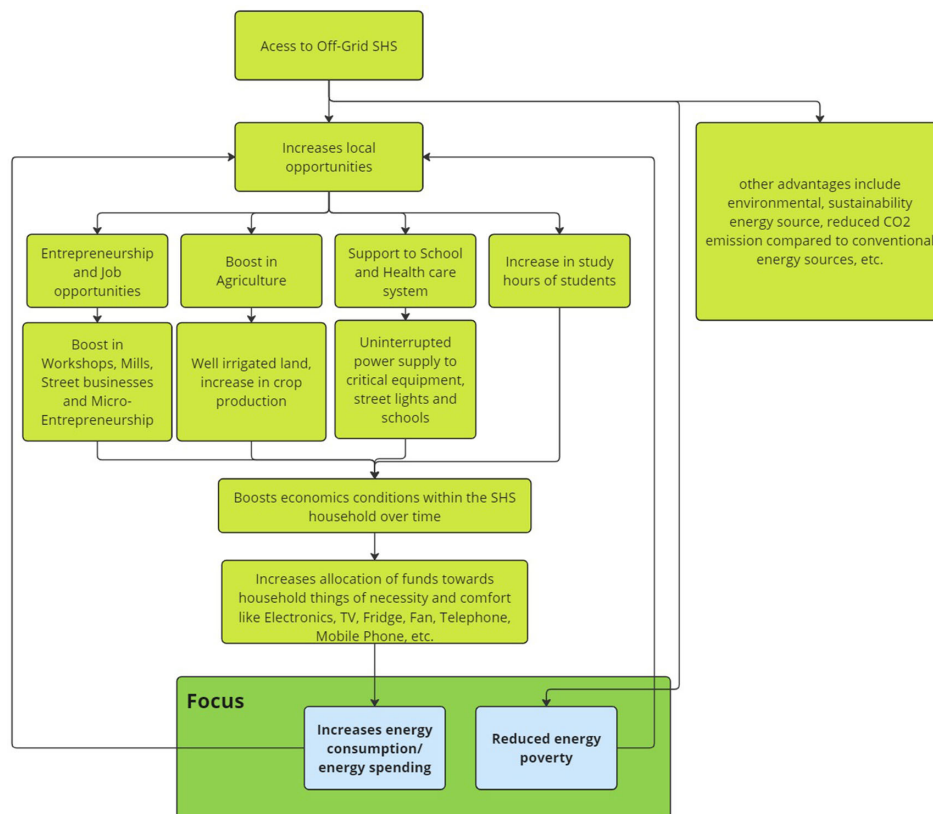 Acess to Off-Grid SHS
Increases local
opportunities
other advantages include
environmental, sustainability
energy source, reduced CO2
emission compared to conventional
energy sources, etc.
Entrepreneurship
and Job
opportunities
Boost in
Agriculture
Support to School
and Health care
system
Increase in study
hours of students
Boost in
Workshops, Mills,
Street businesses
and Micro-
Entrepreneurship
Well irrigated land,
increase in crop
production
Uninterrupted
power supply to
critical equipment,
street lights and
schools
Boosts economics conditions within the SHS
household over time
Increases allocation of funds towards
household things of necessity and comfort
like Electronics, TV, Fridge, Fan, Telephone,
Mobile Phone, etc.
Focus
Increases energy
consumption/
energy spending
Reduced energy
poverty